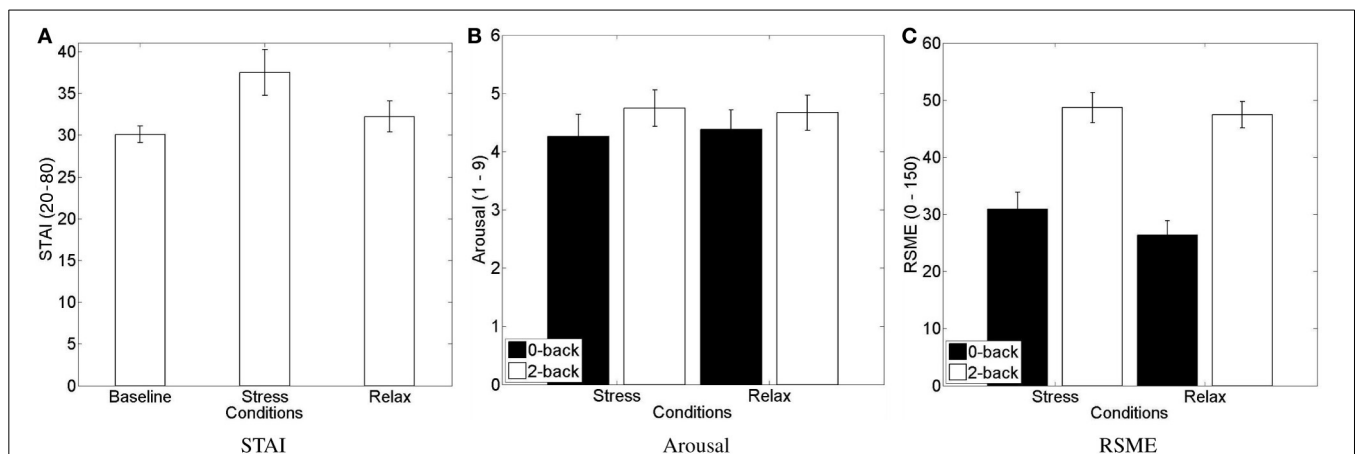 A
STAI (20-80)
40
35
30
25
20
15
10
5
0
Baseline Stress Relax
Conditions
STAI
B
Arousal (1 - 9)
6
5
4
3
2
1
0
0-back
2-back
Stress Relax
Conditions
Arousal
C
RSME (0 - 150)
60
50
40
30
20
10
0
0-back
2-back
Stress Relax
Conditions
RSME